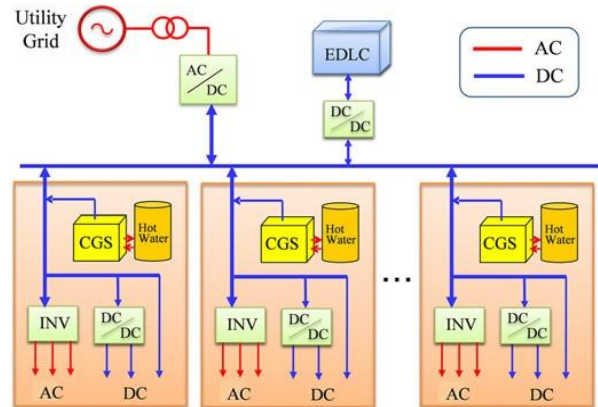 Utility
Grid
AC
DC
EDLC
DC
DC
AC
DC
CGS
Hot
Water
INV
DC
DC
AC
DC
CGS
Hot
Water
INV
DC
DC
AC
DC
...
CGS
Hot
Water
INV
DC
DC
AC
DC